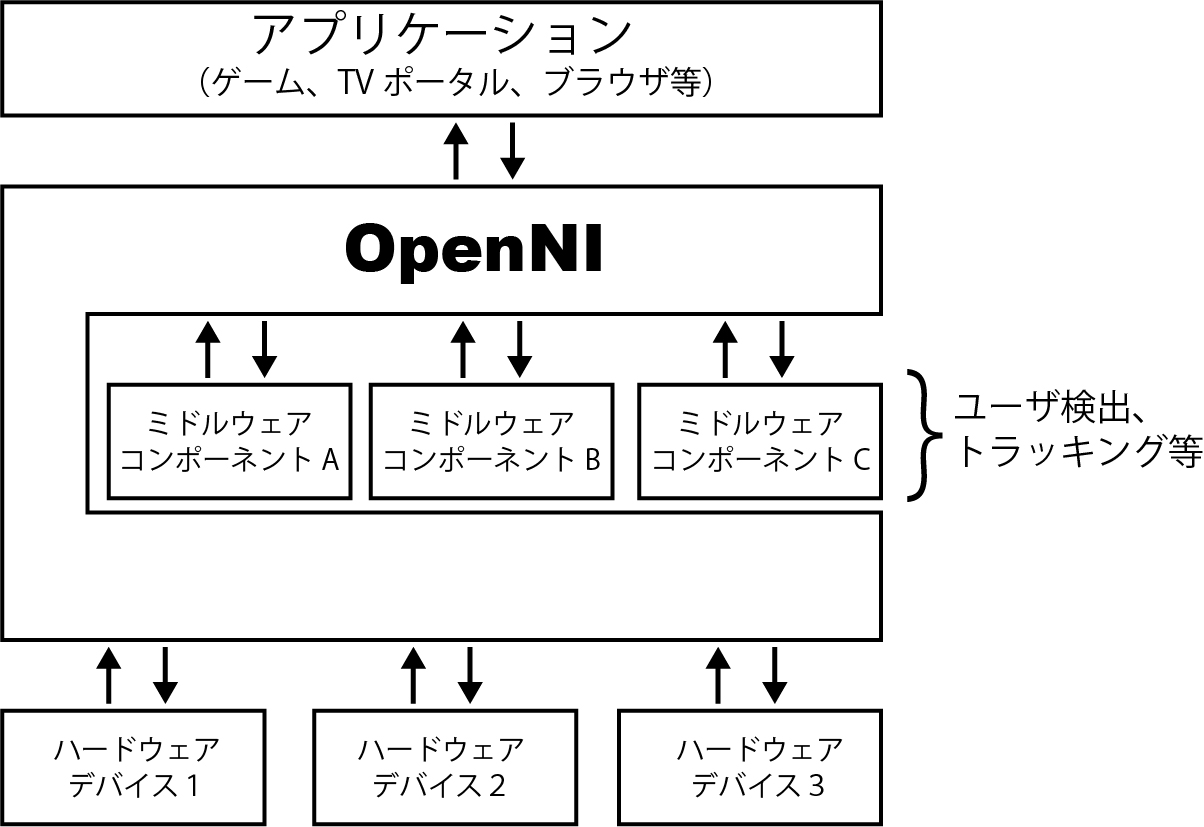 アプリケーション
（ゲーム、TV ポータル、ブラウザ等）
OpenNI
ミドルウェア
コンポーネント A
ミドルウェア
コンポーネント B
ミドルウェア
コンポーネント C
ユーザ検出、
トラッキング等
ハードウェア
デバイス 1
ハードウェア
デバイス 2
ハードウェア
デバイス 3